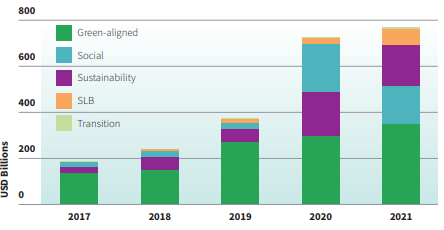 800
Green-aligned
Social
600
Sustainability
SLB
400
Transition
200
USD Billions
0
2017 2018 2019 2020 2021